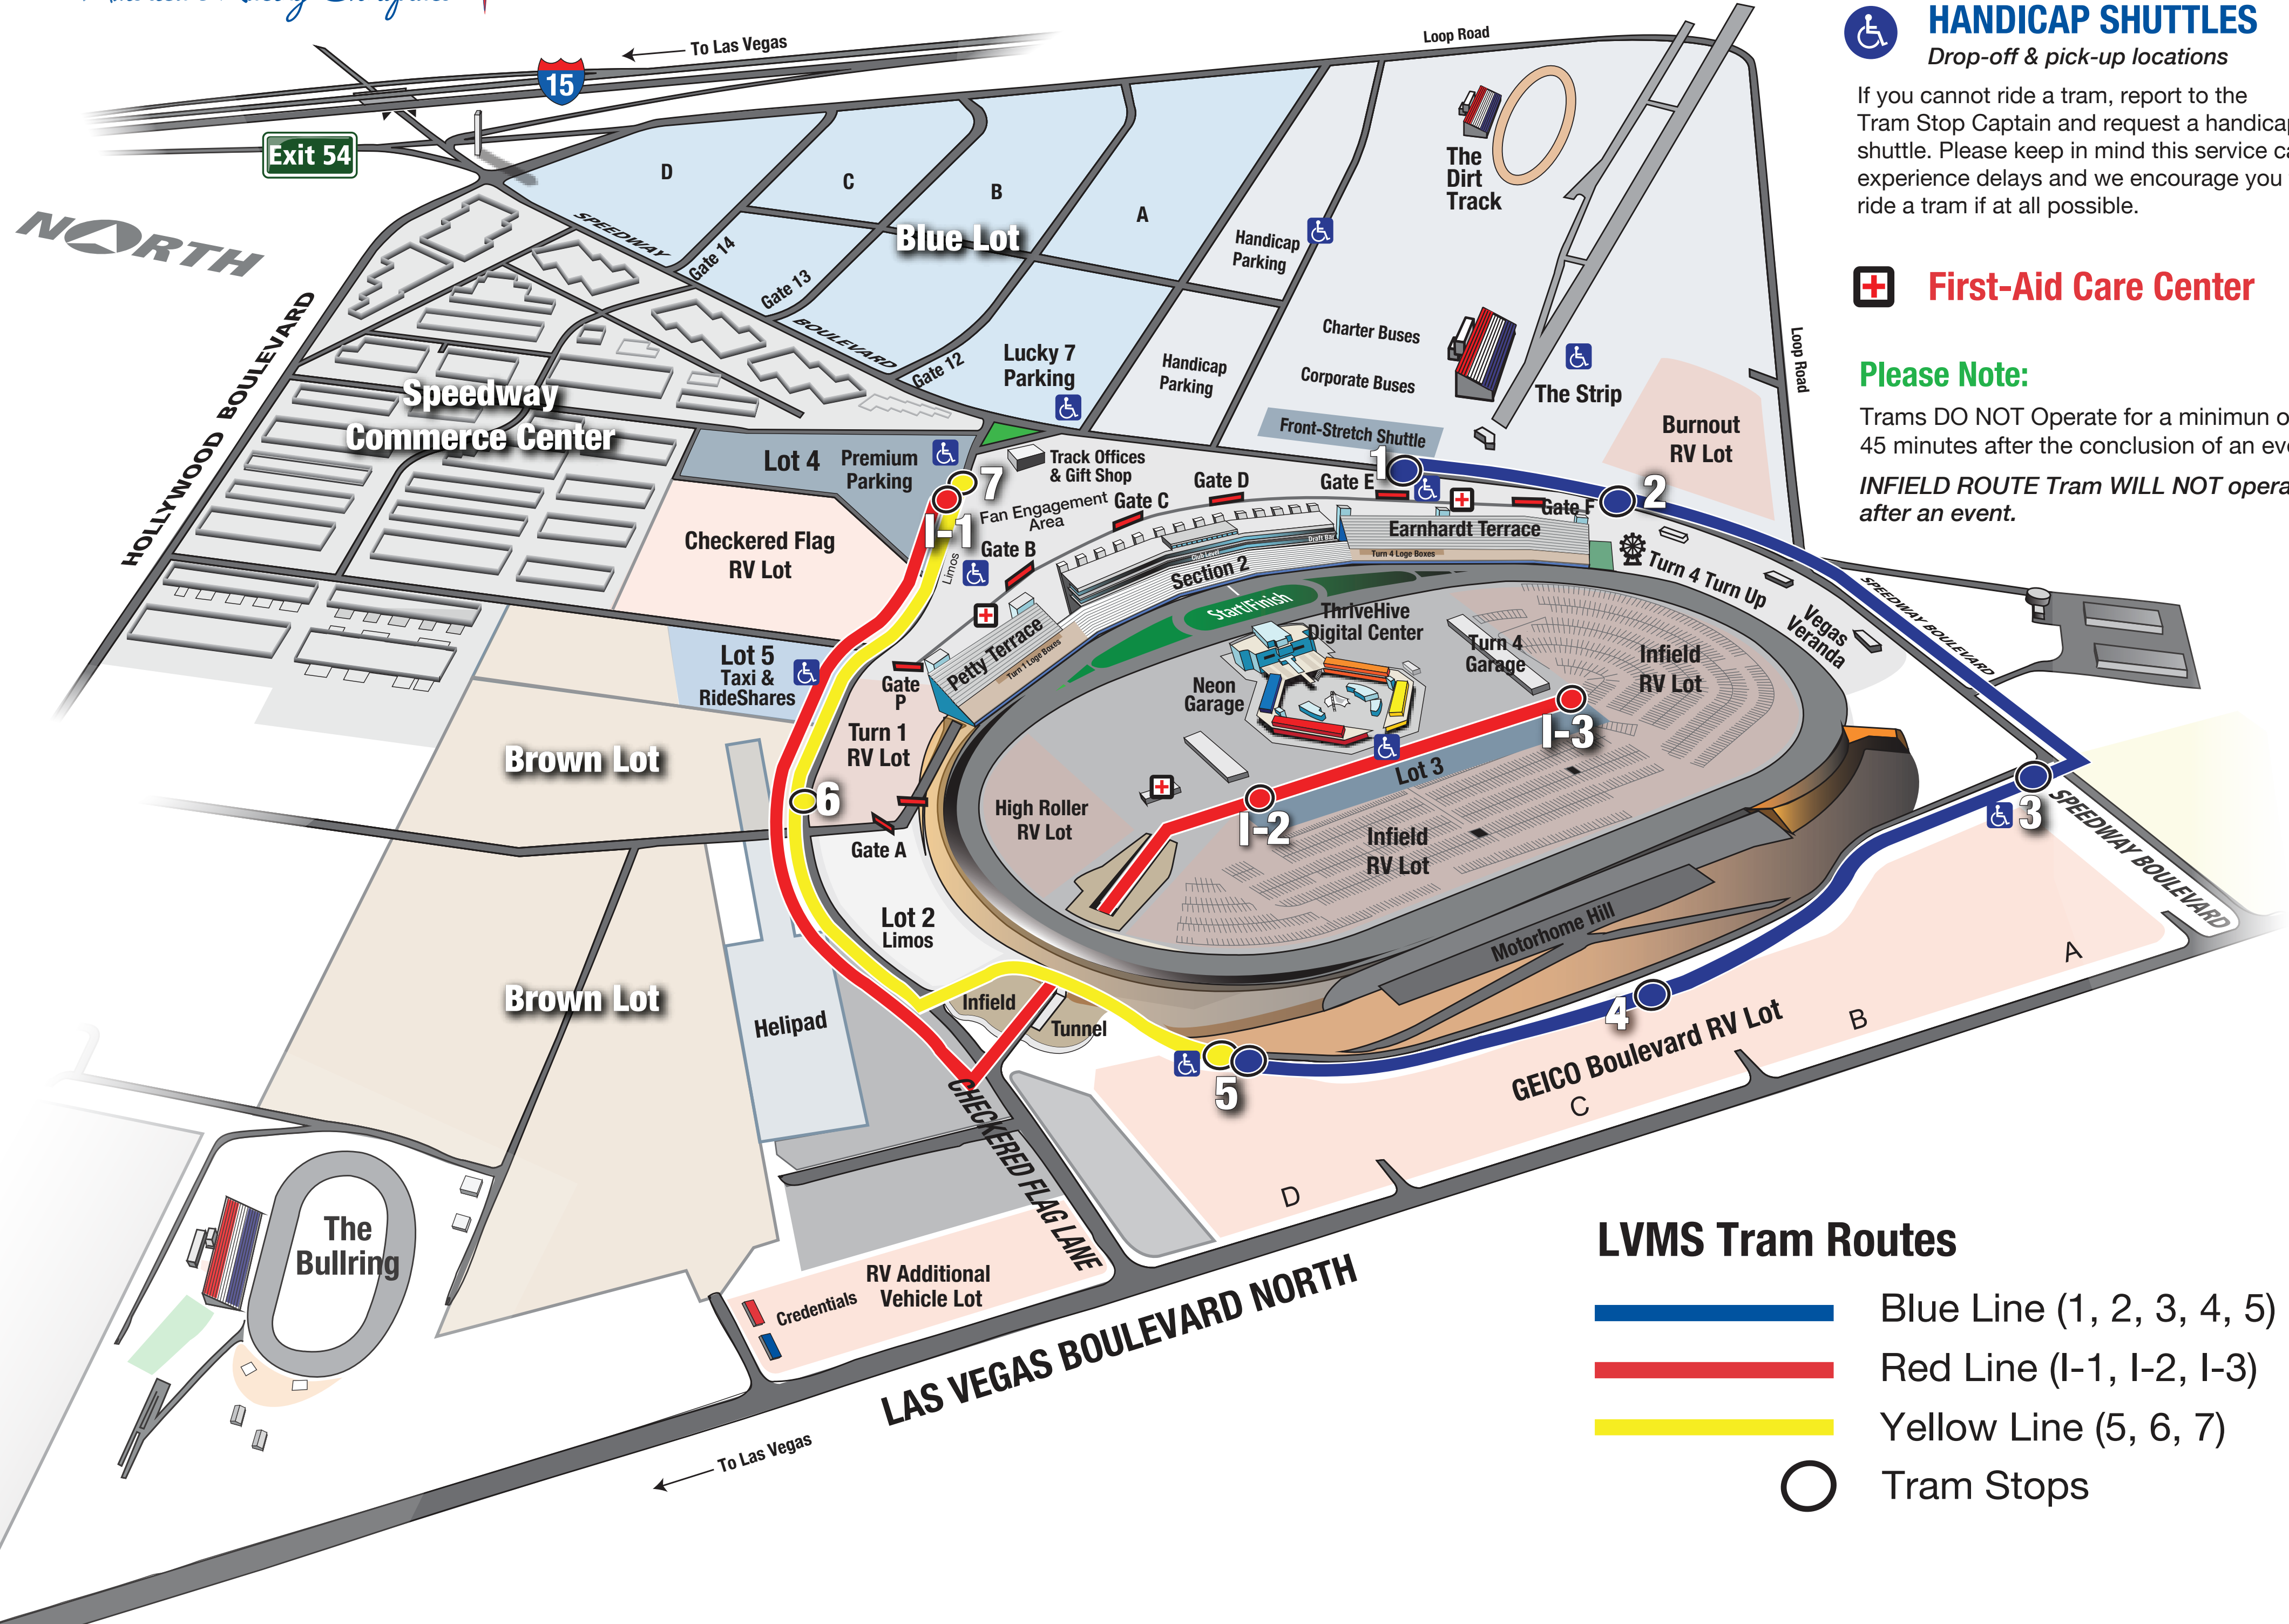 To Las Vegas
15
Exit 54
NORTH
Loop Road
HANDICAP SHUTTLES
Drop-off & pick-up locations
If you cannot ride a tram, report to the
Tram Stop Captain and request a handicap
shuttle. Please keep in mind this service
experience delays and we encourage you
ride a tram if at all possible.
First-Aid Care Center
Please Note:
Trams DO NOT Operate for a minimun
45 minutes after the conclusion of an
INFIELD ROUTE Tram WILL NOT
after an event.
D
C
B
A
Blue Lot
SPEEDWAY
BOULEVARD
Gate 14
Gate 13
Gate 12
Lucky 7
Parking
Handicap
Parking
Handicap
Parking
The
Dirt
Track
Charter Buses
Corporate Buses
Front-Stretch Shuttle
The Strip
Loop Road
Burnout
RV Lot
HOLLYWOOD BOULEVARD
Speedway
Commerce Center
Lot 4
Premium
Parking
7
I-1
Track Offices
& Gift Shop
Fan Engagement
Area
Limos
Gate B
Gate C
Gate D
Gate E
1
Gate F
2
Checkered Flag
RV Lot
Earnhardt Terrace
Turn 4 Loge Boxes
Draft Bar
Club Level
Section 2
Start/Finish
Turn 4 Turn Up
Vegas
Veranda
SPEEDWAY BOULEVARD
Petty Terrace
Turn 1 Loge Boxes
ThriveHive
Digital Center
Turn 4
Garage
Infield
RV Lot
Neon
Garage
Lot 5
Taxi &
RideShares
Gate
P
Turn 1
RV Lot
Brown Lot
6
Gate A
High Roller
RV Lot
I-2
I-3
Lot 3
Infield
RV Lot
3
SPEEDWAY BOULEVARD
Lot 2
Limos
Motorhome Hill
Brown Lot
Helipad
Infield
Tunnel
5
4
GEICO Boulevard RV Lot
A
B
C
D
CHECKERED FLAG LANE
The
Bullring
RV Additional
Vehicle Lot
Credentials
LAS VEGAS BOULEVARD NORTH
To Las Vegas
LVMS Tram Routes
Blue Line (1, 2, 3, 4, 5)
Red Line (I-1, I-2, I-3)
Yellow Line (5, 6, 7)
Tram Stops